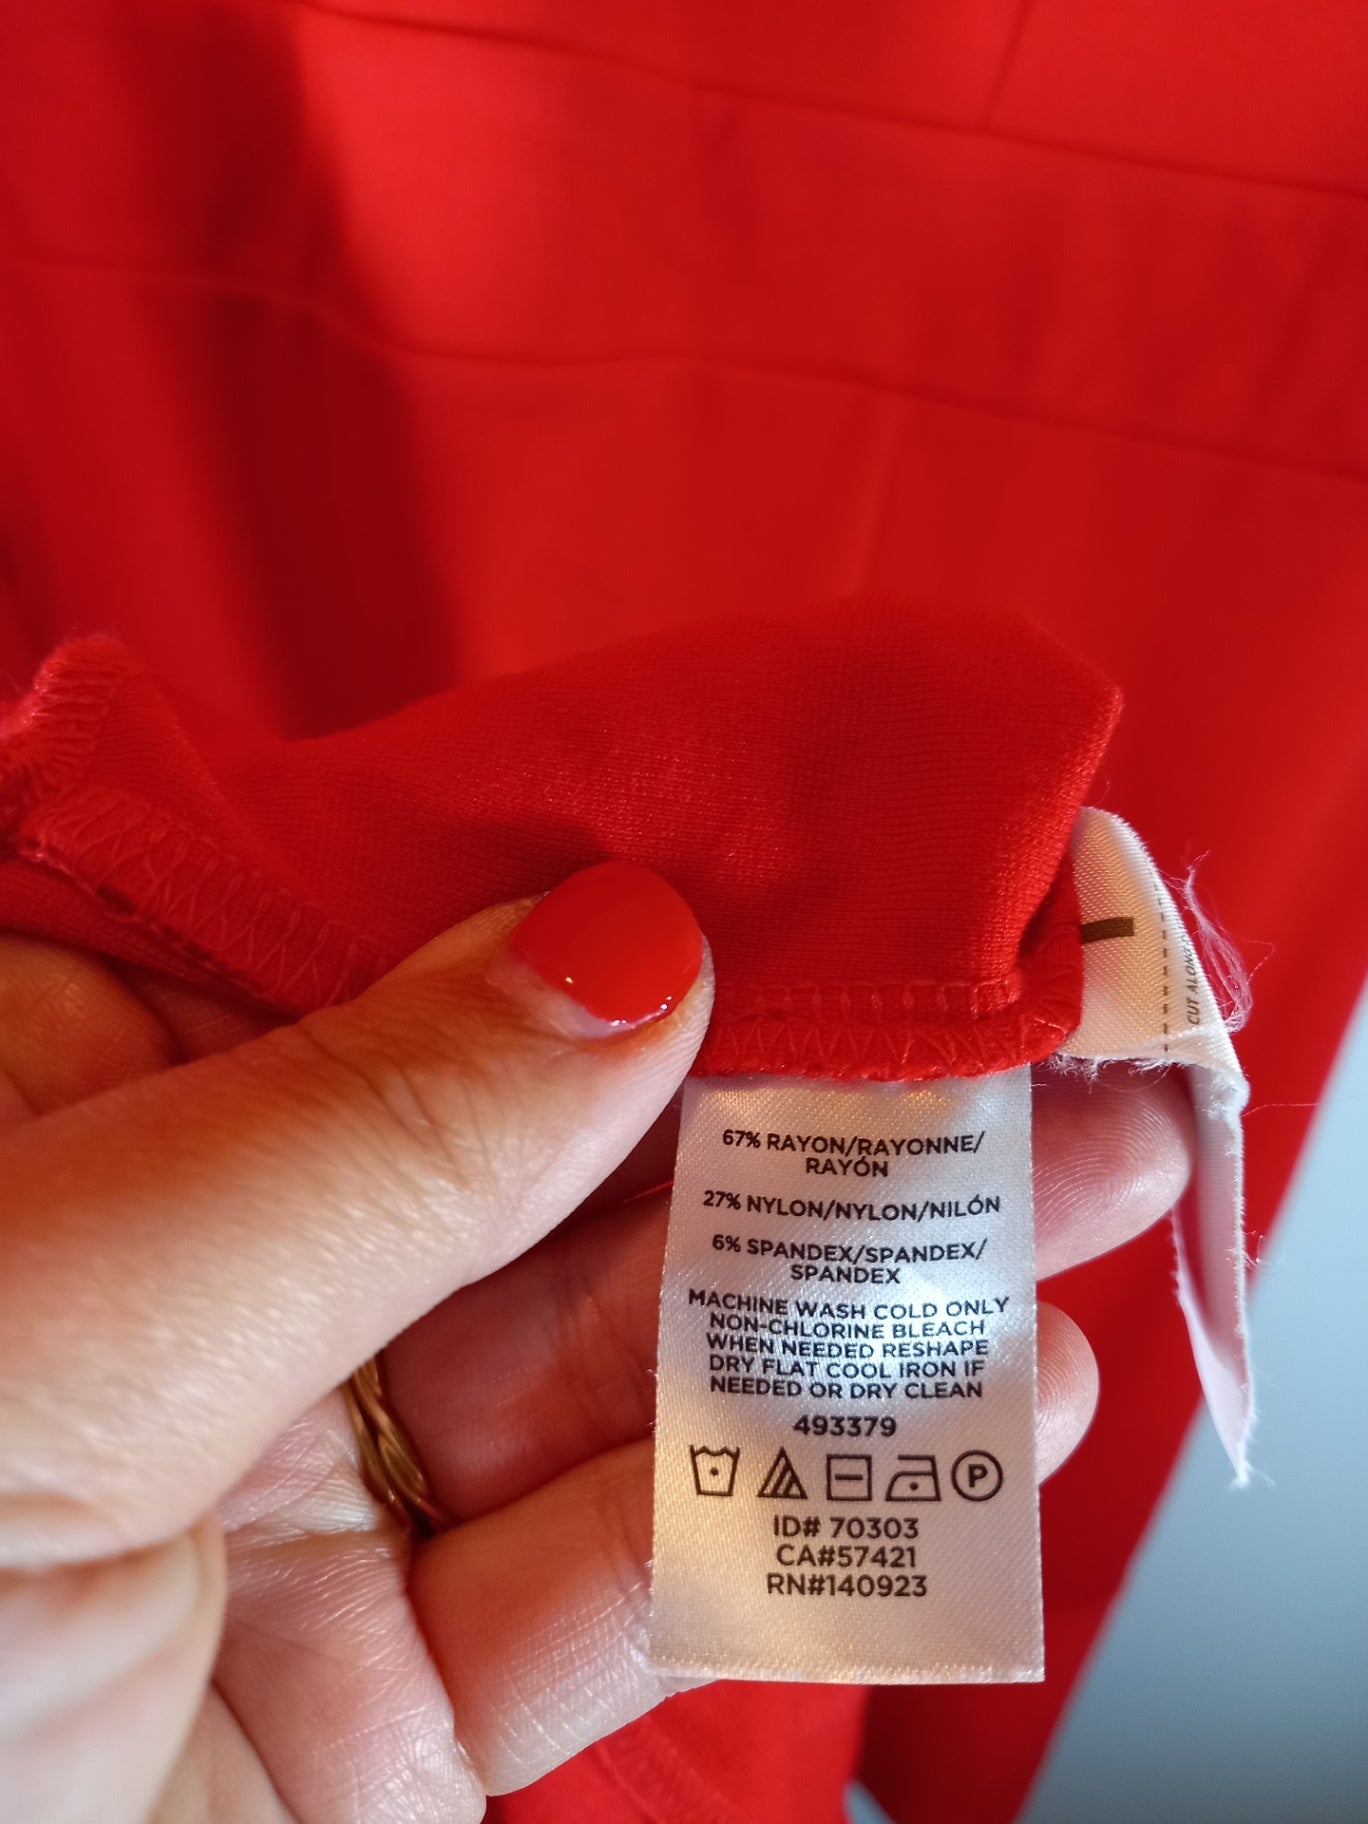 CUT ALONG
67% RAYON/RAYONNE/
RAYÓN
27% NYLON/NYLON/NILÓN
6% SPANDEX/SPANDEX/
SPANDEX
MACHINE WASH COLD ONLY
NON-CHLORINE BLEACH
WHEN NEEDED RESHAPE
DRY FLAT COOL IRON IF
NEEDED OR DRY CLEAN
493379
P
ID# 70303
CA#57421
RN#140923